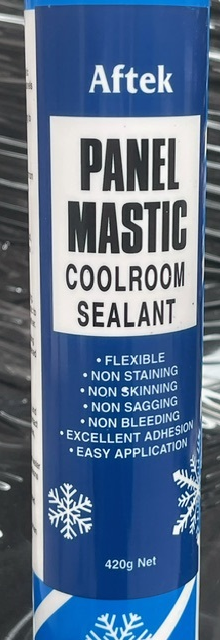 Aftek
PANEL
MASTIC
COOLROOM
SEALANT
• FLEXIBLE
• NON STAINING
• NON SKINNING
• NON SAGGING
• NON BLEEDING
• EXCELLENT ADHESION
• EASY APPLICATION
420g Net